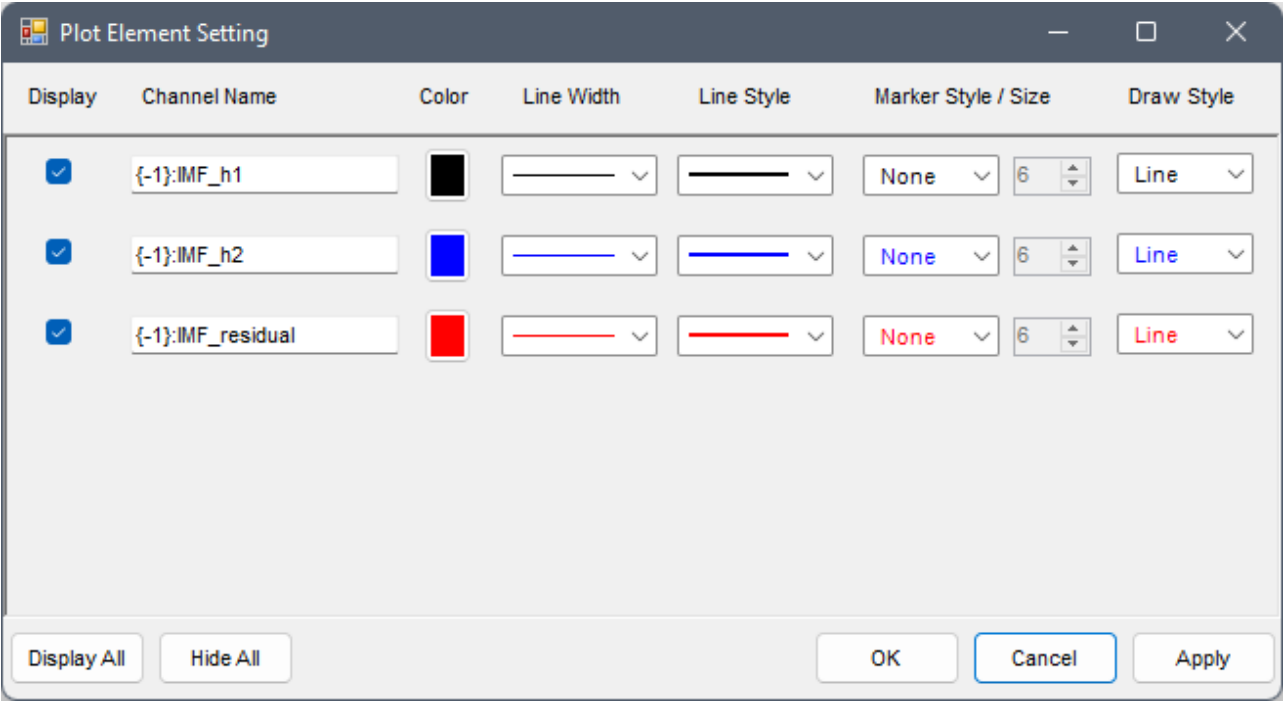 Plot Element Setting
Display Channel Name Color Line Width Line Style Marker Style / Size Draw Style
{-1}:IMF_h1 None 6 Line
{-1}:IMF_h2 None 6 Line
{-1}:IMF_residual None 6 Line
Display All Hide All OK Cancel Apply